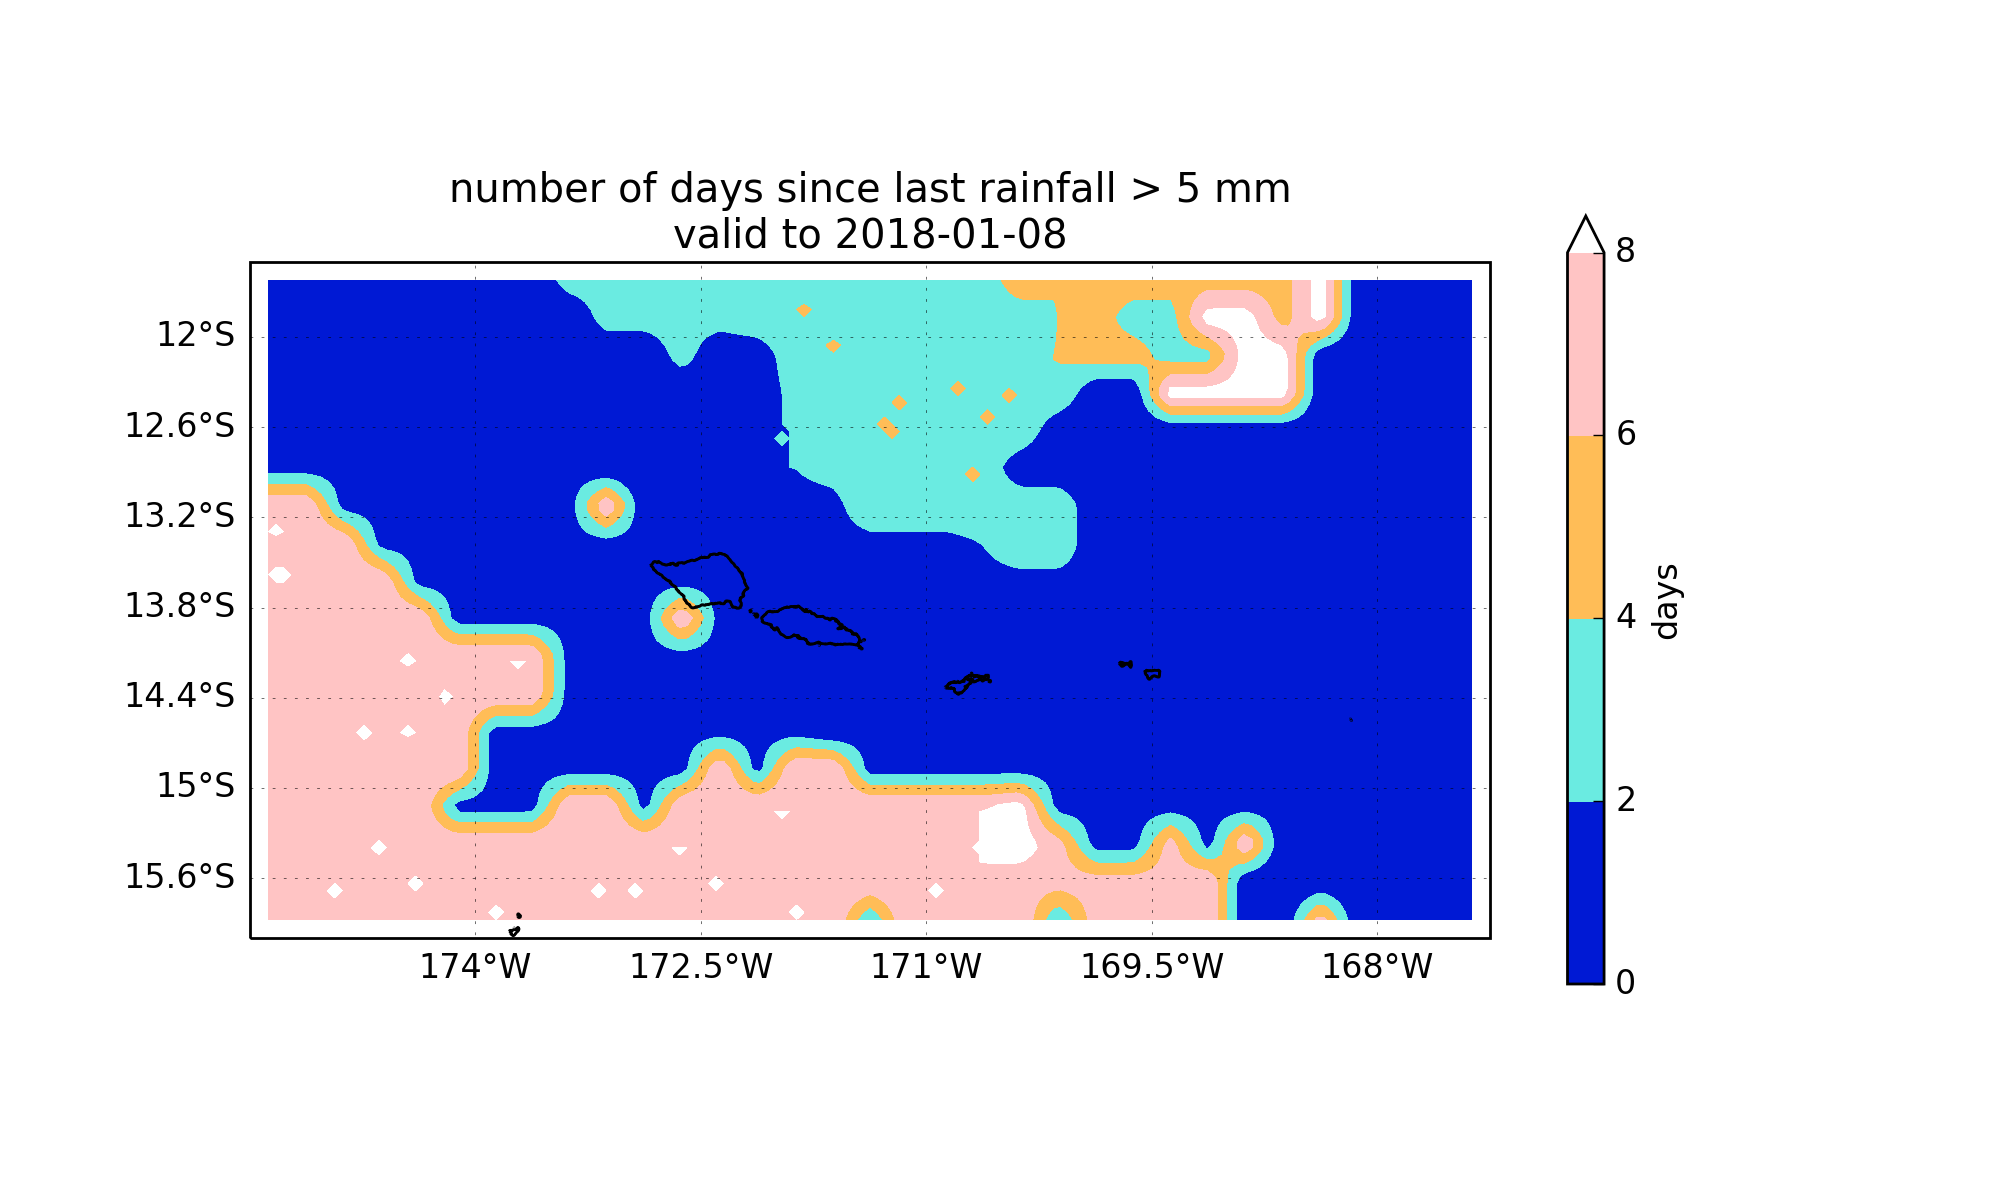 number of days since last rainfall > 5 mm
valid to 2018-01-08
12°S
12.6°S
13.2°S
13.8°S
14.4°S
15°S
15.6°S
174°W
172.5°W
171°W
169.5°W
168°W
8
6
4
2
0
days